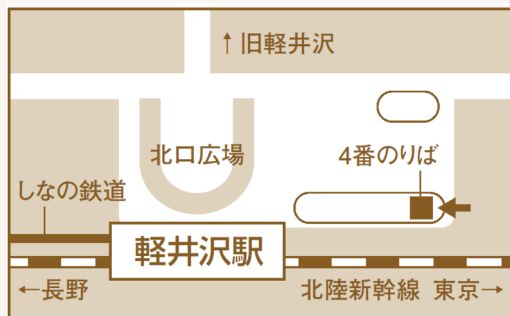 ↑旧軽井沢
北口広場
4番のりば
しなの鉄道
軽井沢駅
←長野
北陸新幹線 東京→